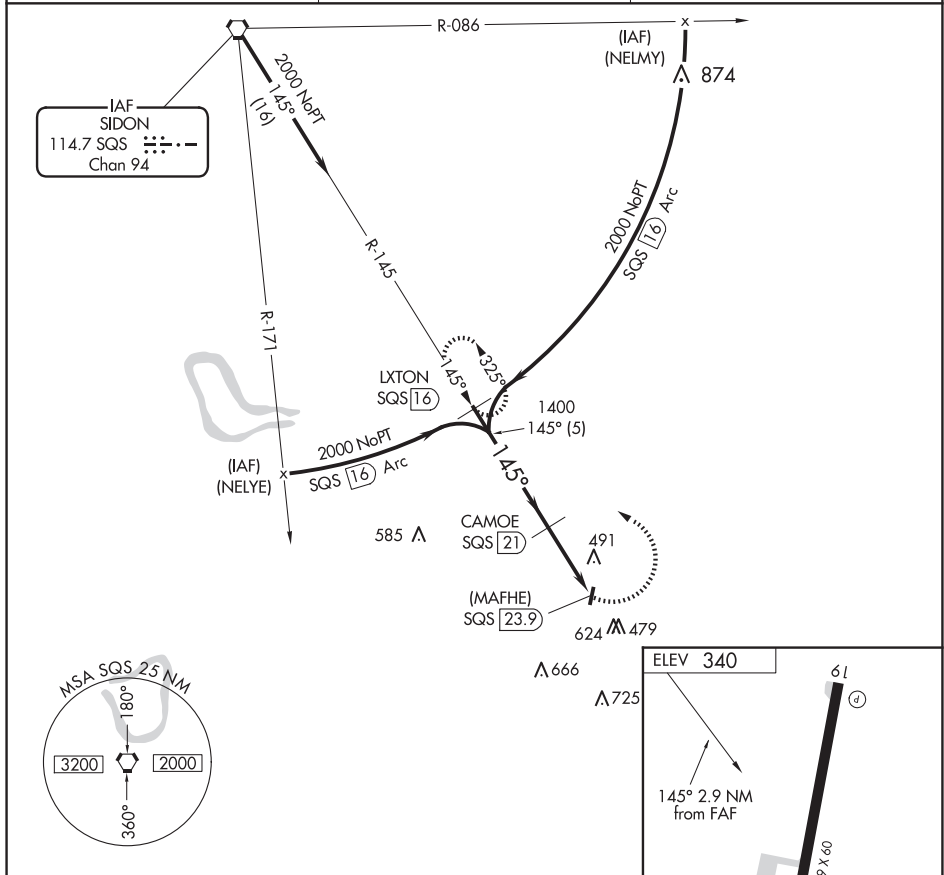 R-086
(IAF)
(NELMY)
874
2000 NoPT
145°
(16)
IAF
SIDON
114.7 SQS
Chan 94
2000 NoPT
SQS 16 Arc
R-145
R-171
LXTON
SQS 16
145°
325°
1400
145° (5)
2000 NoPT
SQS 16 Arc
(IAF)
(NELYE)
145°
585
CAMOE
SQS 21
491
(MAFHE)
SQS 23.9
624
479
666
725
MSA SQS 25 NM
180°
3200
2000
360°
ELEV 340
19
P
145° 2.9 NM
from FAF
9 X 60